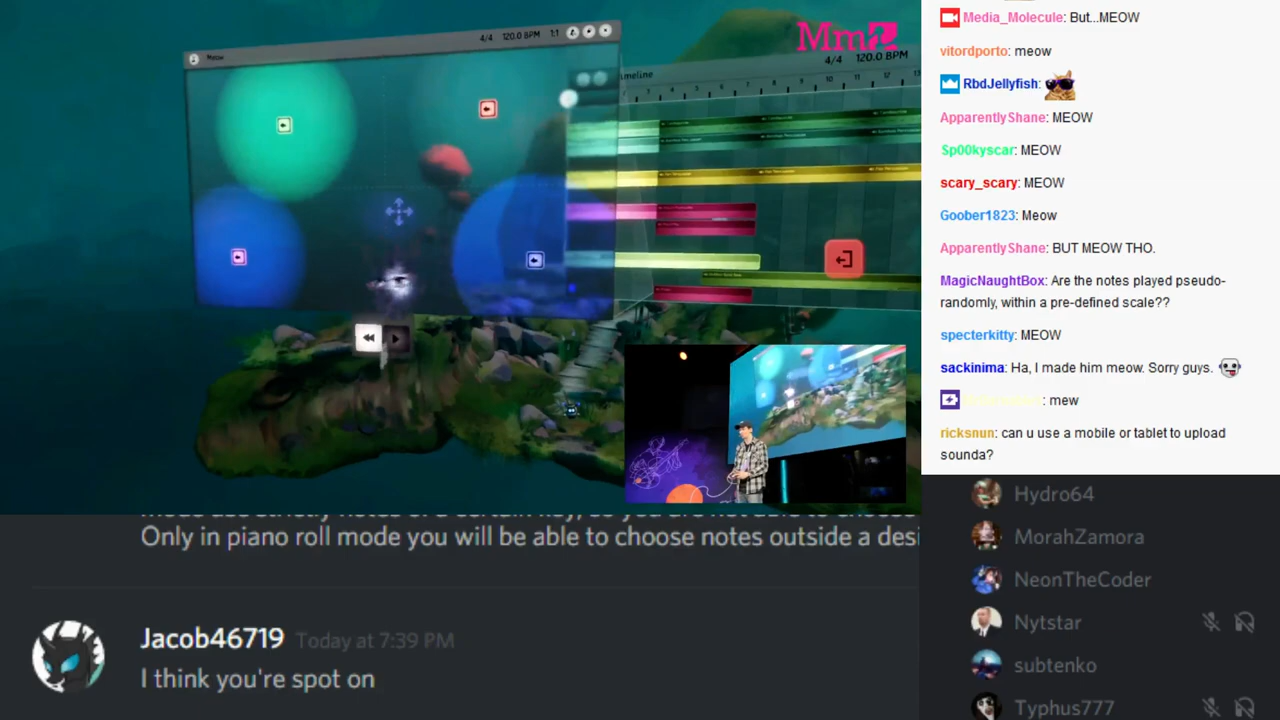 Mm
4/4 120.0 BPM 1:1
Meow
4/4 120.0 BPM
meline
Media_Molecule: But...MEOW
vitordporto: meow
RbdJellyfish:
ApparentlyShane: MEOW
Sp00kyscar: MEOW
scary_scary: MEOW
Goober1823: Meow
ApparentlyShane: BUT MEOW THO.
MagicNaughtBox: Are the notes played pseudo-
randomly, within a pre-defined scale??
specterkitty: MEOW
sackinima: Ha, I made him meow. Sorry guys.
: mew
ricksnun: can u use a mobile or tablet to upload
sounda?
Hydro64
MorahZamora
NeonTheCoder
Nytstar
subtenko
Typhus777
Only in piano roll mode you will be able to choose notes outside a desi
Jacob46719 Today at 7:39 PM
I think you're spot on